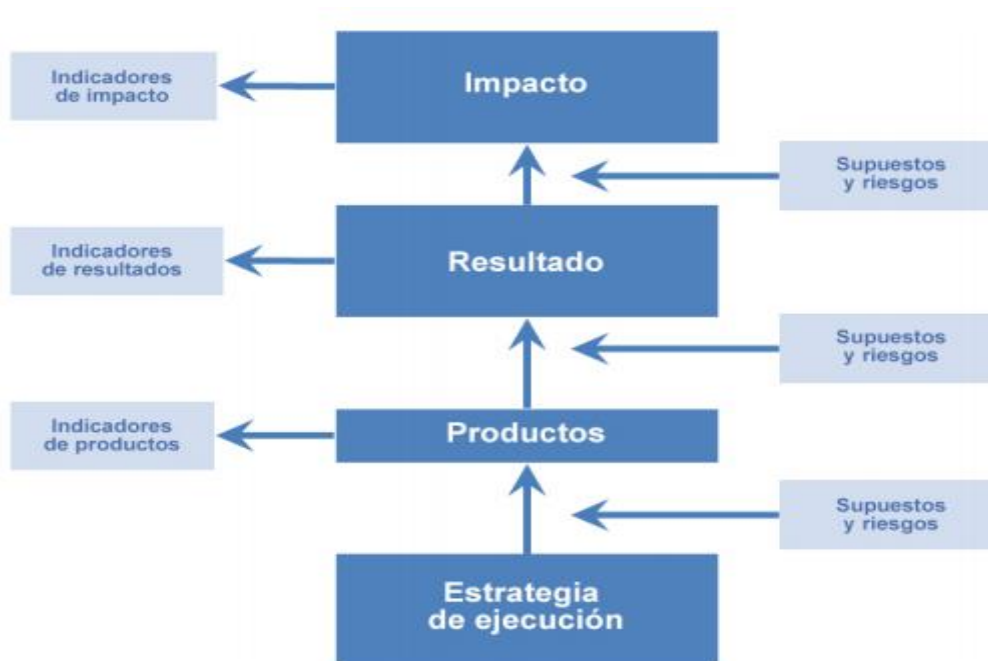 Impacto
Indicadores
de impacto
Supuestos
y riesgos
Resultado
Indicadores
de resultados
Supuestos
y riesgos
Productos
Indicadores
de productos
Supuestos
y riesgos
Estrategia
de ejecución